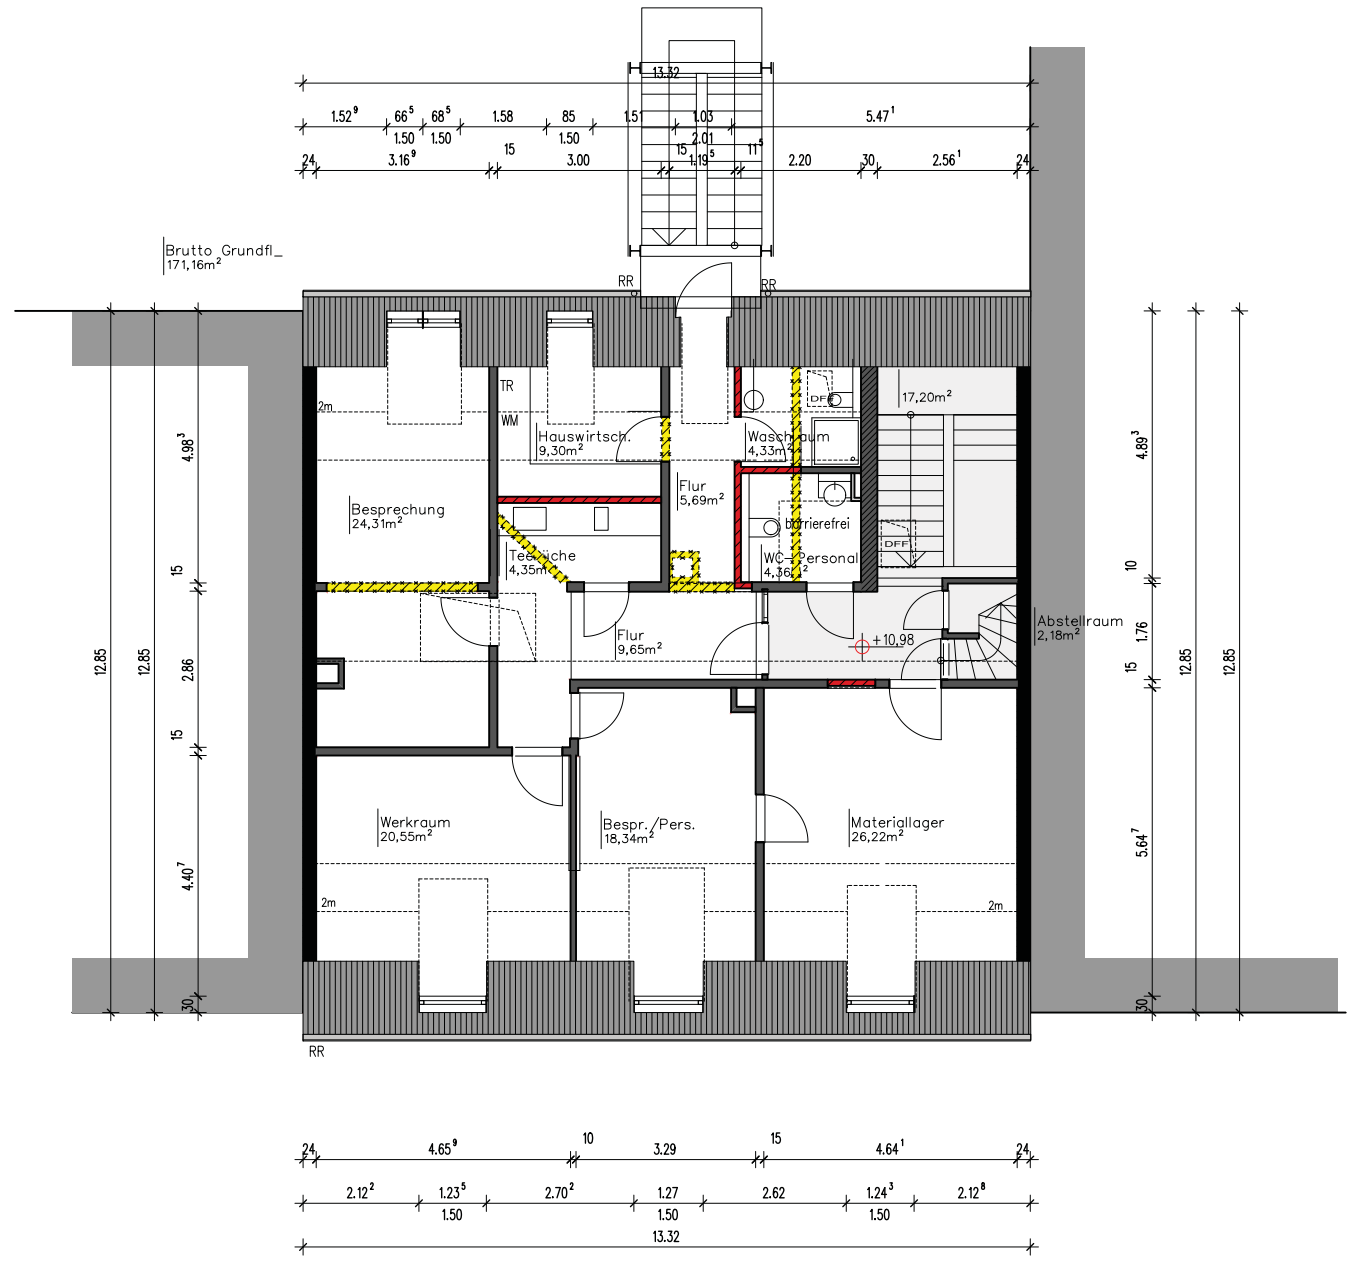 13.32
1.52⁹ 66⁵ 68⁵ 1.58 85 1.51 1.03 5.47¹
1.50 1.50 1.50 2.01
24 3.16⁹ 15 3.00 15 1.19⁵ 11⁵ 2.20 30 2.56¹ 24
Brutto Grundfl_
171,16m²
RR
RR
TR
WM
2m
Hauswirtsch.
9,30m²
Waschraum
4,33m²
DFF
17,20m²
Besprechung
24,31m²
Flur
5,69m²
barrierefrei
WC-Personal
4,36m²
DFF
Teeküche
4,35m²
Flur
9,65m²
+10,98
Abstellraum
2,18m²
Werkraum
20,55m²
Bespr./Pers.
18,34m²
Materiallager
26,22m²
2m
2m
RR
12.85
12.85
4.98³
15
2.86
15
4.40⁷
30
4.89³
10
1.76
15
5.64⁷
30
12.85
12.85
24 4.65⁹ 10 3.29 15 4.64¹ 24
2.12² 1.23⁵ 2.70² 1.27 2.62 1.24³ 2.12⁸
1.50 1.50 1.50
13.32